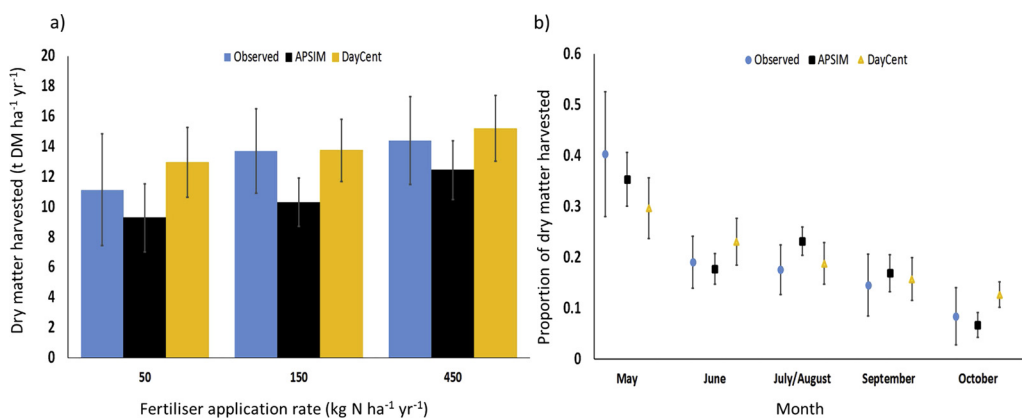 a)
Observed APSIM DayCent
Dry matter harvested (t DM ha⁻¹ yr⁻¹)
20
18
16
14
12
10
8
6
4
2
0
50 150 450
Fertiliser application rate (kg N ha⁻¹ yr⁻¹)
b)
Observed APSIM DayCent
Proportion of dry matter harvested
0.6
0.5
0.4
0.3
0.2
0.1
0
May June July/August September October
Month